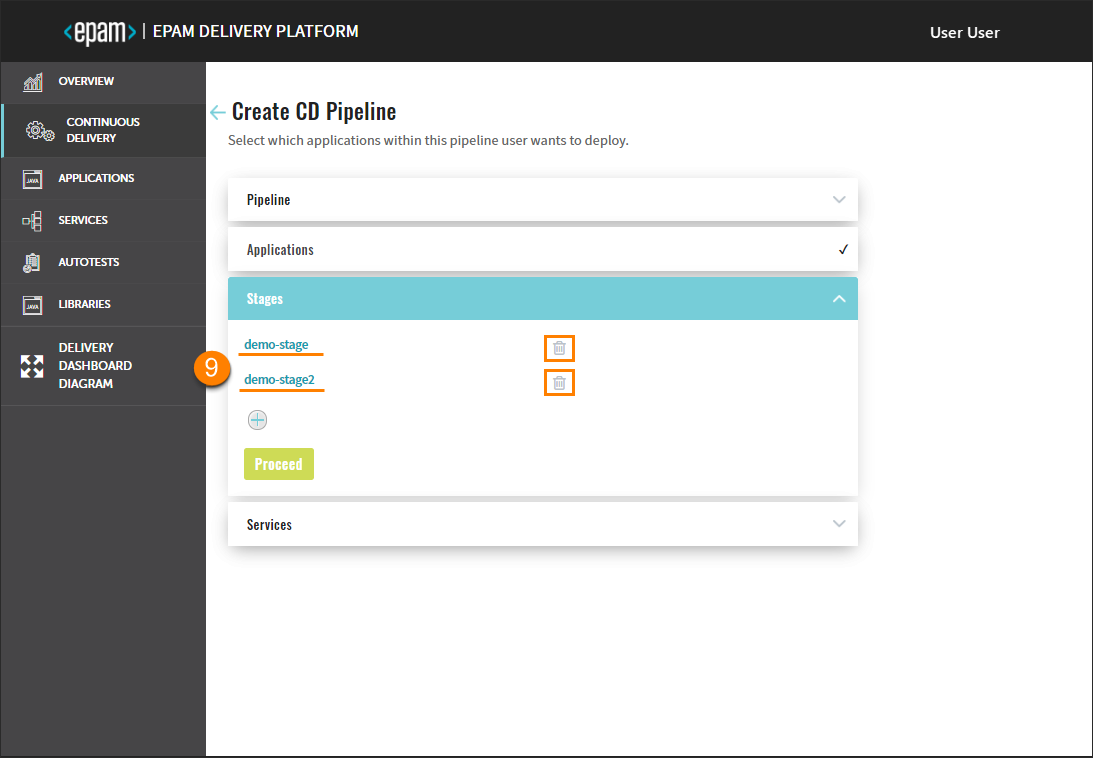 <epam> | EPAM DELIVERY PLATFORM
User User
OVERVIEW
CONTINUOUS
DELIVERY
JAVA
APPLICATIONS
SERVICES
AUTOTESTS
JAVA
LIBRARIES
DELIVERY
DASHBOARD
DIAGRAM
Create CD Pipeline
Select which applications within this pipeline user wants to deploy.
Pipeline
Applications
Stages
demo-stage
9
demo-stage2
Proceed
Services